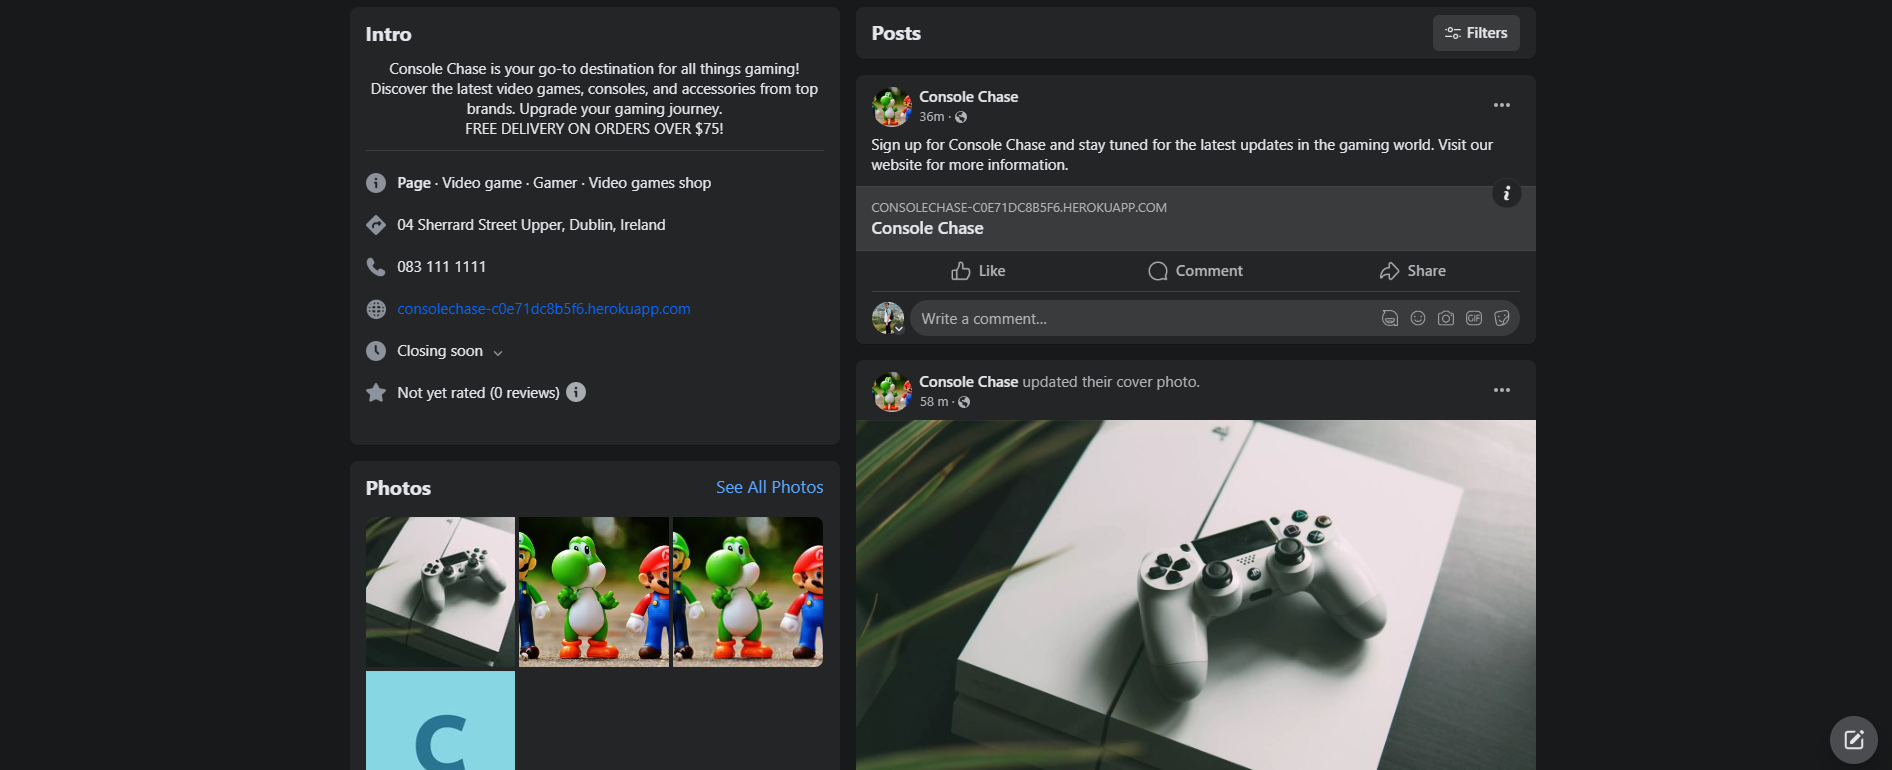 Intro
Console Chase is your go-to destination for all things gaming!
Discover the latest video games, consoles, and accessories from top
brands. Upgrade your gaming journey.
FREE DELIVERY ON ORDERS OVER $75!
Page · Video game · Gamer · Video games shop
04 Sherrard Street Upper, Dublin, Ireland
083 111 1111
consolechase-c0e71dc8b5f6.herokuapp.com
Closing soon
Not yet rated (0 reviews)
Photos
See All Photos
C
Posts
Filters
Console Chase
36m ·
Sign up for Console Chase and stay tuned for the latest updates in the gaming world. Visit our
website for more information.
CONSOLECHASE-C0E71DC8B5F6.HEROKUAPP.COM
Console Chase
Like
Comment
Share
Write a comment...
GIF
Console Chase updated their cover photo.
58 m ·